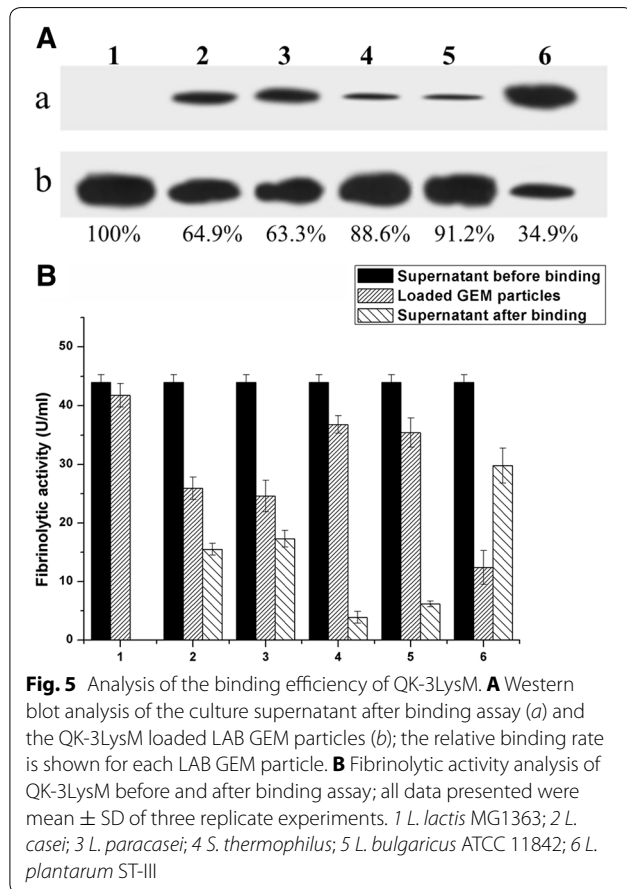 A
1 2 3 4 5 6
a
b
100% 64.9% 63.3% 88.6% 91.2% 34.9%
B
Supernatant before binding
Loaded GEM particles
Supernatant after binding
Fibrinolytic activity (U/ml)
50
40
30
20
10
0
1 2 3 4 5 6
Fig. 5 Analysis of the binding efficiency of QK-3LysM. A Western
blot analysis of the culture supernatant after binding assay (a) and
the QK-3LysM loaded LAB GEM particles (b); the relative binding rate
is shown for each LAB GEM particle. B Fibrinolytic activity analysis of
QK-3LysM before and after binding assay; all data presented were
mean ± SD of three replicate experiments. 1 L. lactis MG1363; 2 L.
casei; 3 L. paracasei; 4 S. thermophilus; 5 L. bulgaricus ATCC 11842; 6 L.
plantarum ST-III